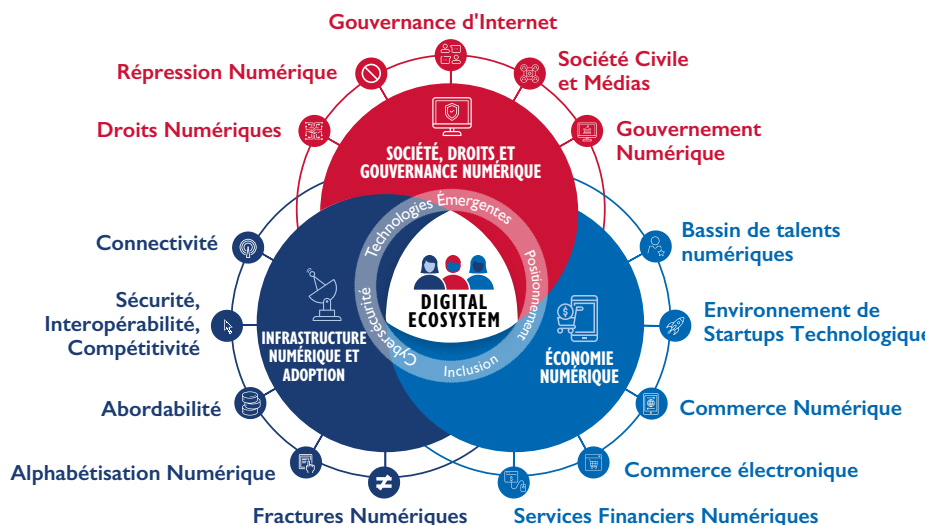 Gouvernance d'Internet
Répression Numérique
Société Civile
et Médias
Droits Numériques
Gouvernement
Numérique
SOCIÉTÉ, DROITS ET
GOUVERNANCE NUMÉRIQUE
Technologies Émergentes
Positionnement
Inclusion
Cybersécurité
DIGITAL
ECOSYSTEM
Connectivité
Sécurité,
Interopérabilité,
Compétitivité
Abordabilité
Alphabétisation Numérique
Fractures Numériques
INFRASTRUCTURE
NUMÉRIQUE ET
ADOPTION
ÉCONOMIE
NUMÉRIQUE
Bassin de talents
numériques
Environnement de
Startups Technologique
Commerce Numérique
Commerce électronique
Services Financiers Numériques